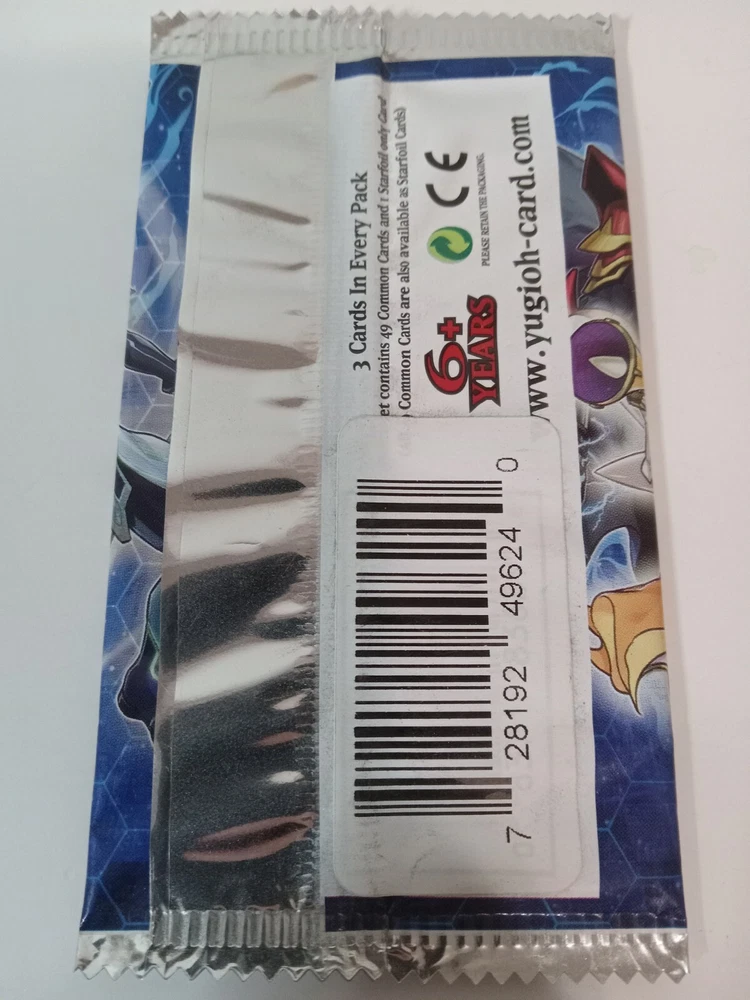 3 Cards In Every Pack
et contains 49 Common Cards and 1 Starfoil only Card
Common Cards are also available as Starfoil Cards)
6+
YEARS
CE
PLEASE RETAIN THE PACKAGING.
www.yugioh-card.com
7 28192 49624 0